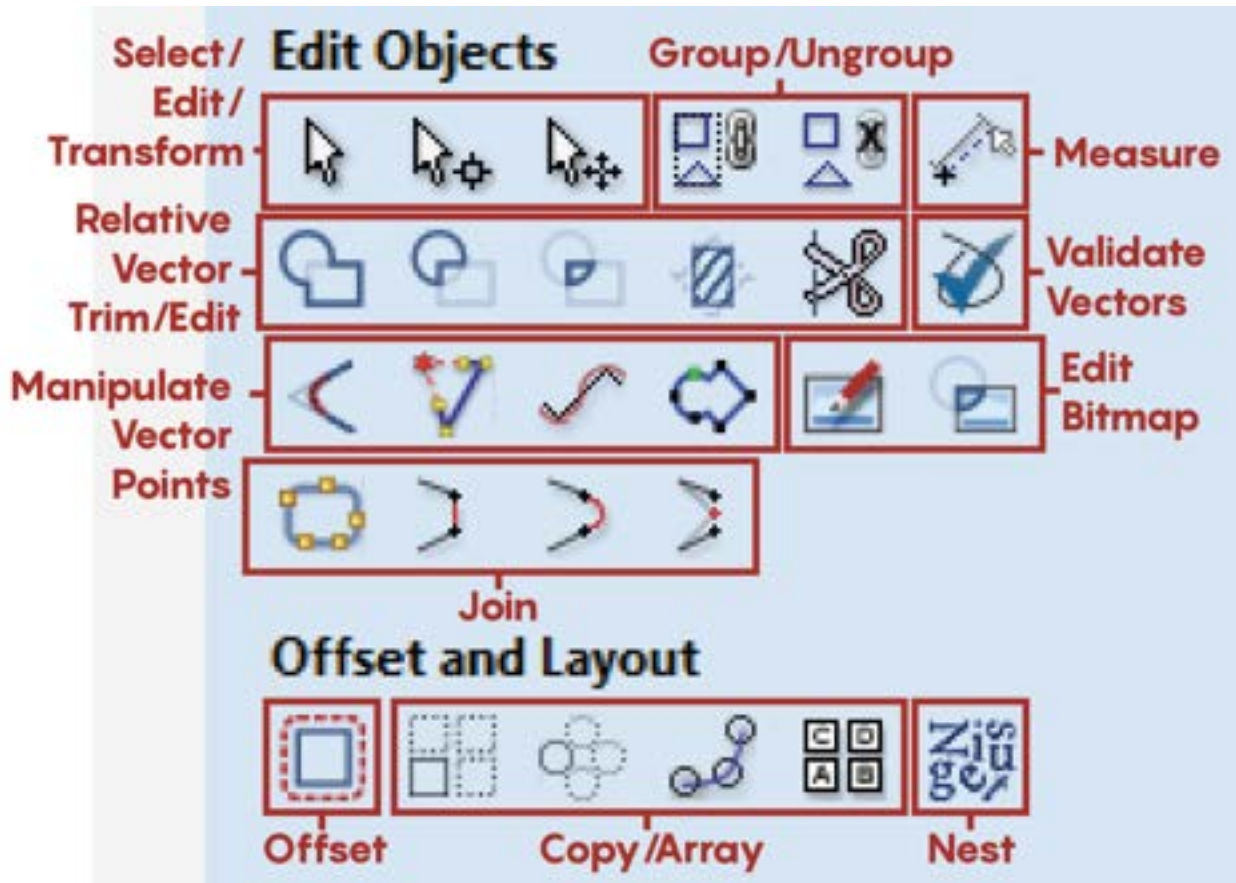 Select/
Edit/
Transform
Edit Objects
Group/Ungroup
Measure
Relative
Vector
Trim/Edit
Validate
Vectors
Manipulate
Vector
Points
Edit
Bitmap
Join
Offset and Layout
C D
A B
Offset
Copy/Array
Nest